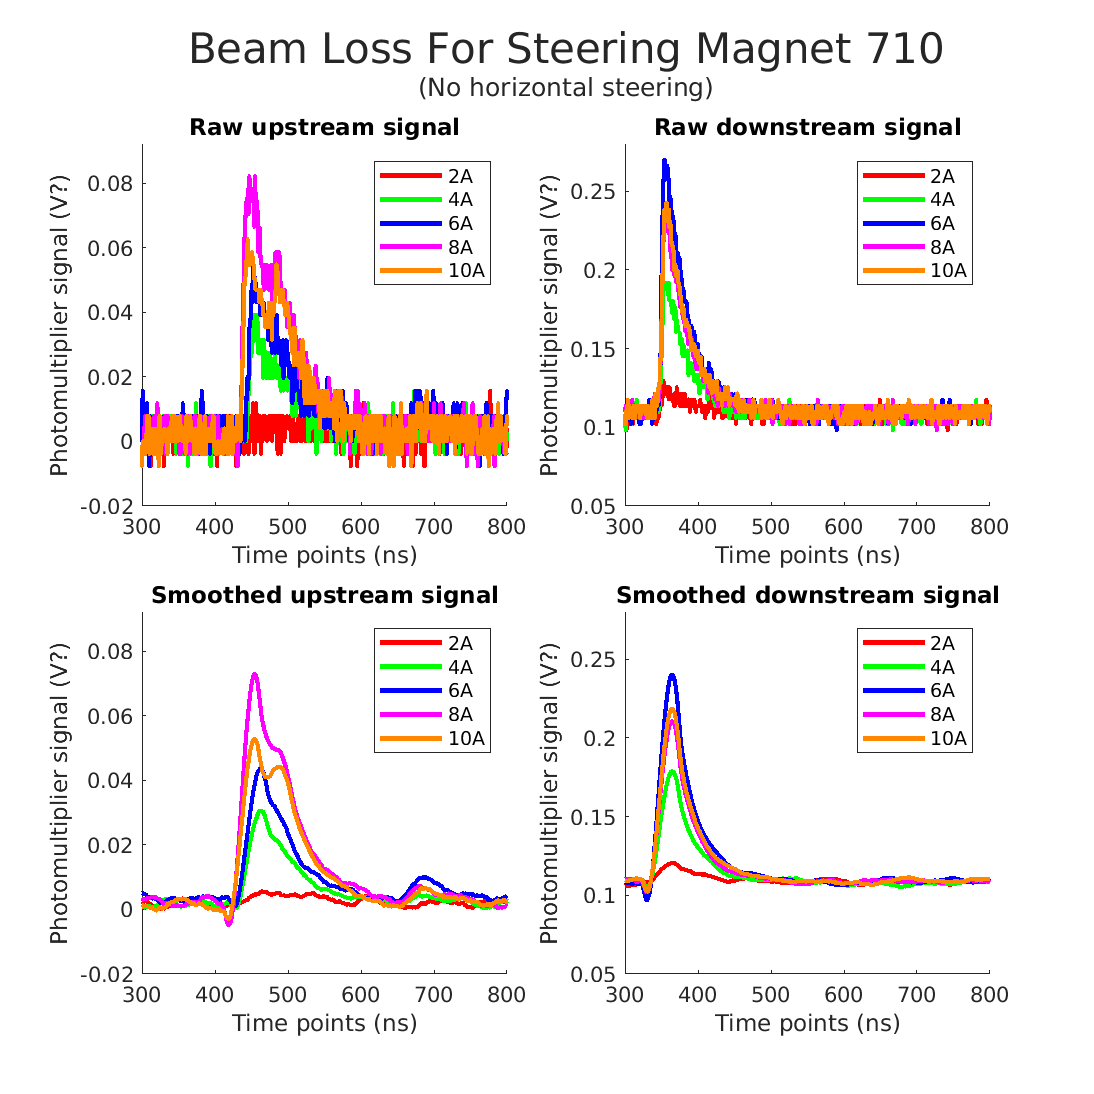 Beam Loss For Steering Magnet 710
(No horizontal steering)
Raw upstream signal
Photomultiplier signal (V?)
0.08
0.06
0.04
0.02
0
-0.02
300 400 500 600 700 800
Time points (ns)
2A
4A
6A
8A
10A
Raw downstream signal
Photomultiplier signal (V?)
0.25
0.2
0.15
0.1
0.05
300 400 500 600 700 800
Time points (ns)
2A
4A
6A
8A
10A
Smoothed upstream signal
Photomultiplier signal (V?)
0.08
0.06
0.04
0.02
0
-0.02
300 400 500 600 700 800
Time points (ns)
2A
4A
6A
8A
10A
Smoothed downstream signal
Photomultiplier signal (V?)
0.25
0.2
0.15
0.1
0.05
300 400 500 600 700 800
Time points (ns)
2A
4A
6A
8A
10A